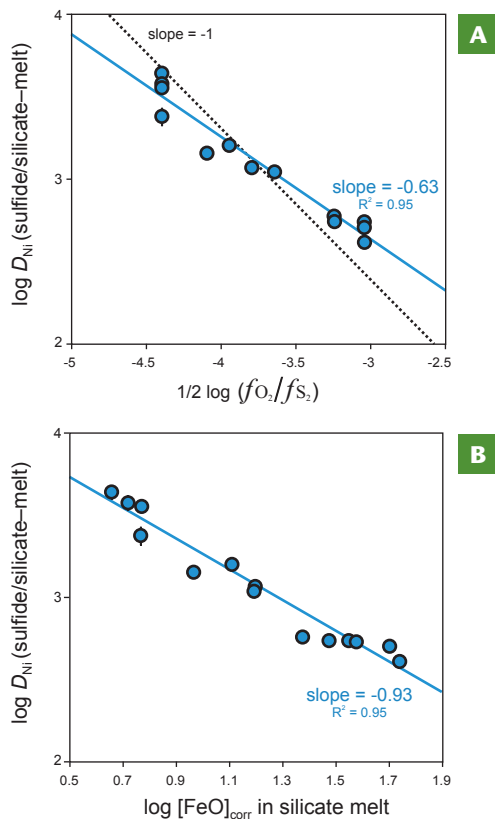 A
4
slope = -1
slope = -0.63
R² = 0.95
3
2
log D_Ni (sulfide/silicate–melt)
-5 -4.5 -4 -3.5 -3 -2.5
1/2 log (fO₂/fS₂)
B
4
3
slope = -0.93
R² = 0.95
2
log D_Ni (sulfide/silicate–melt)
0.5 0.7 0.9 1.1 1.3 1.5 1.7 1.9
log [FeO]corr in silicate melt